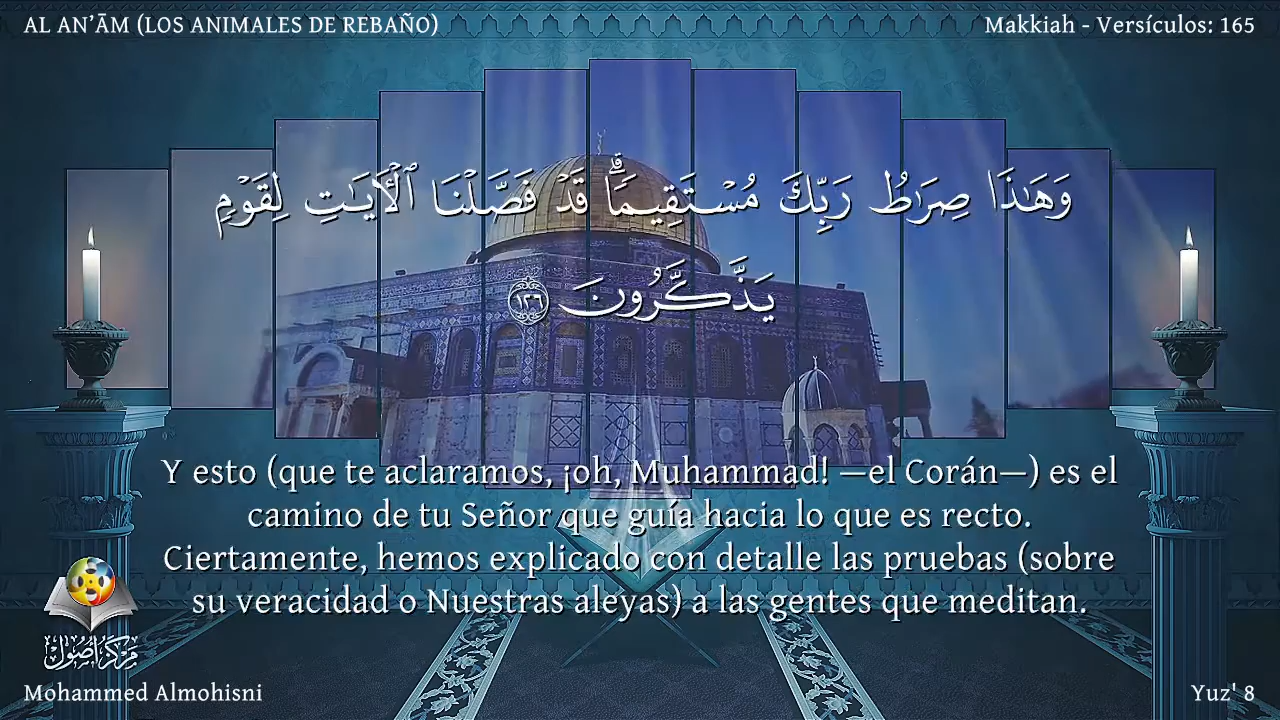 AL AN’ĀM (LOS ANIMALES DE REBAÑO)
Makkiah - Versículos: 165
وَهَٰذَا صِرَٰطُ رَبِّكَ مُسۡتَقِيمٗاۗ قَدۡ فَصَّلۡنَا ٱلۡأٓيَٰتِ لِقَوۡمٖ
يَذَّكَّرُونَ ١٢٦
Y esto (que te aclaramos, ¡oh, Muhammad! —el Corán—) es el
camino de tu Señor que guía hacia lo que es recto.
Ciertamente, hemos explicado con detalle las pruebas (sobre
su veracidad o Nuestras aleyas) a las gentes que meditan.
مركز أصول
Mohammed Almohisni
Yuz' 8